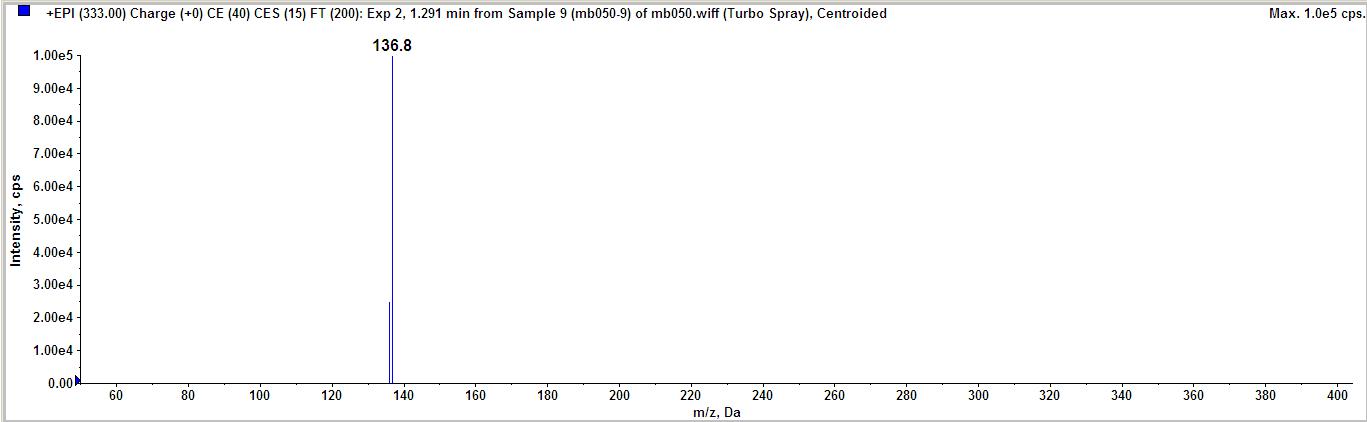 +EPI (333.00) Charge (+0) CE (40) CES (15) FT (200): Exp 2, 1.291 min from Sample 9 (mb050-9) of mb050.wiff (Turbo Spray), Centroided
Max. 1.0e5 cps.
136.8
1.00e5
9.00e4
8.00e4
7.00e4
6.00e4
5.00e4
4.00e4
3.00e4
2.00e4
1.00e4
0.00
Intensity, cps
60 80 100 120 140 160 180 200 220 240 260 280 300 320 340 360 380 400
m/z, Da